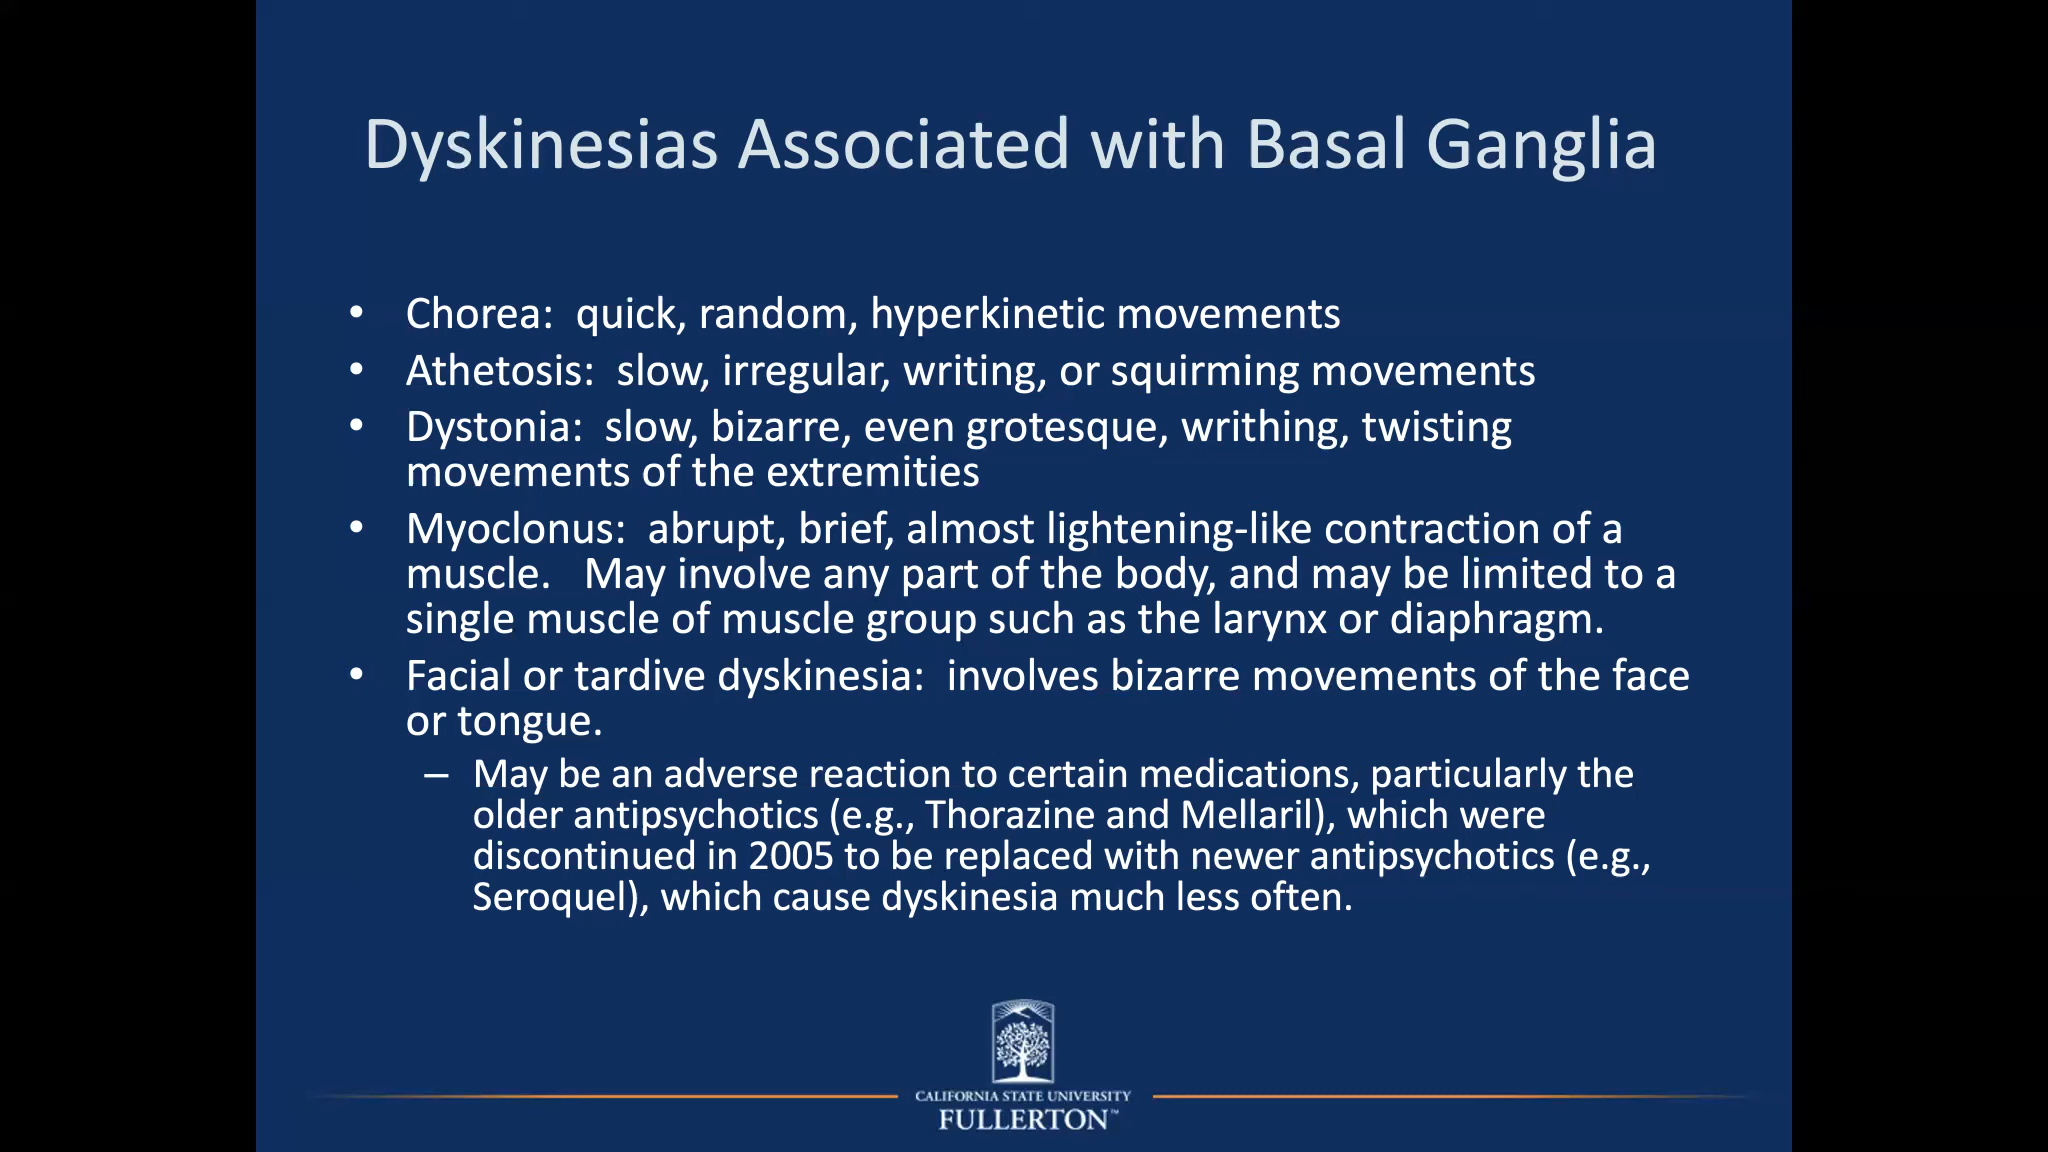 Dyskinesias Associated with Basal Ganglia
• Chorea:  quick, random, hyperkinetic movements
• Athetosis:  slow, irregular, writing, or squirming movements
• Dystonia:  slow, bizarre, even grotesque, writhing, twisting
movements of the extremities
• Myoclonus:  abrupt, brief, almost lightening-like contraction of a
muscle.   May involve any part of the body, and may be limited to a
single muscle of muscle group such as the larynx or diaphragm.
• Facial or tardive dyskinesia:  involves bizarre movements of the face
or tongue.
– May be an adverse reaction to certain medications, particularly the
older antipsychotics (e.g., Thorazine and Mellaril), which were
discontinued in 2005 to be replaced with newer antipsychotics (e.g.,
Seroquel), which cause dyskinesia much less often.
CALIFORNIA STATE UNIVERSITY
FULLERTON™